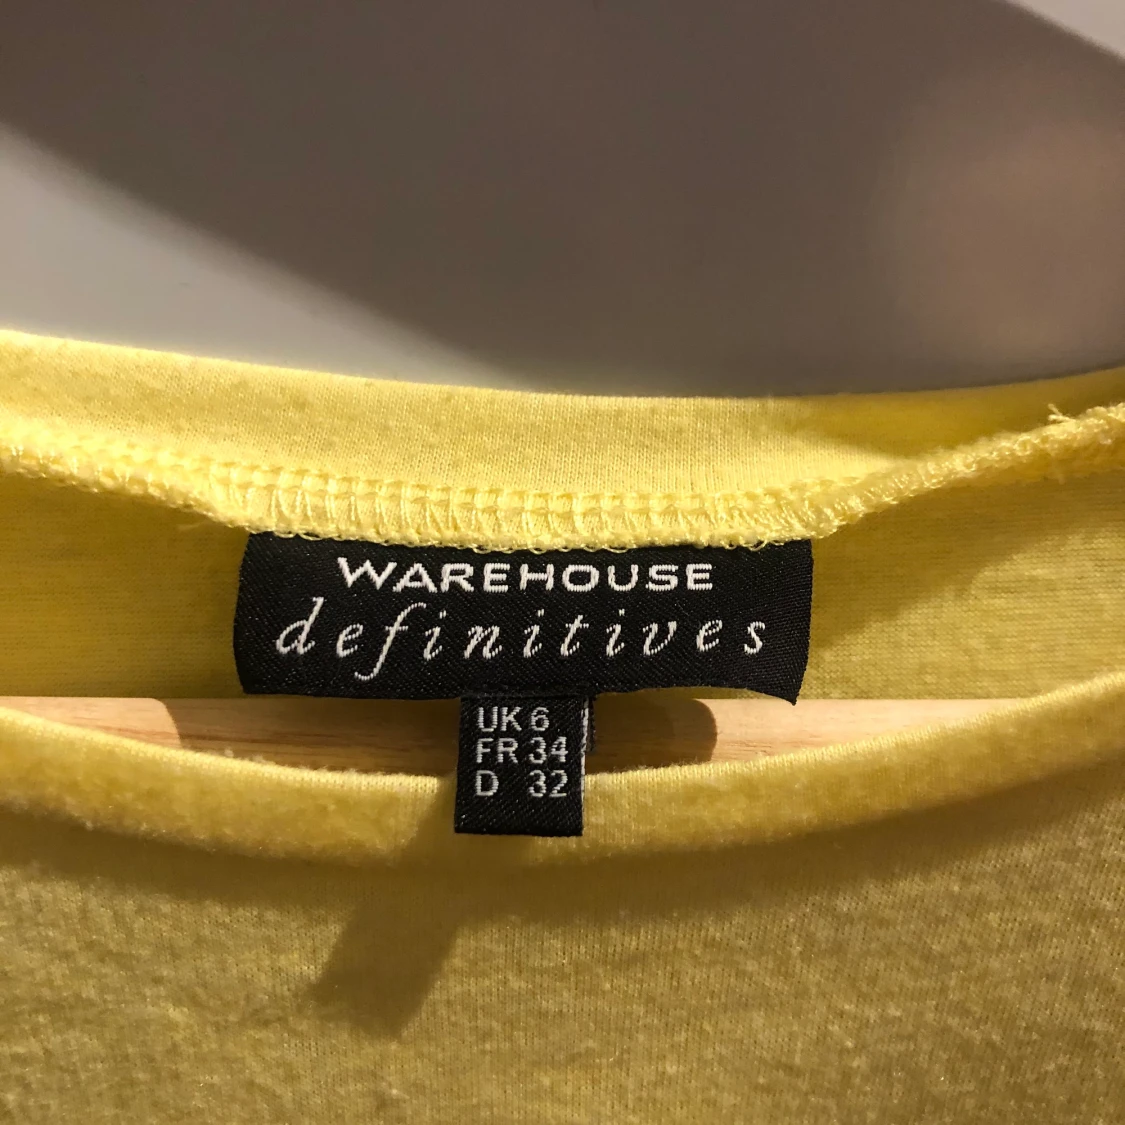 WAREHOUSE
definitives
UK 6
FR 34
D 32